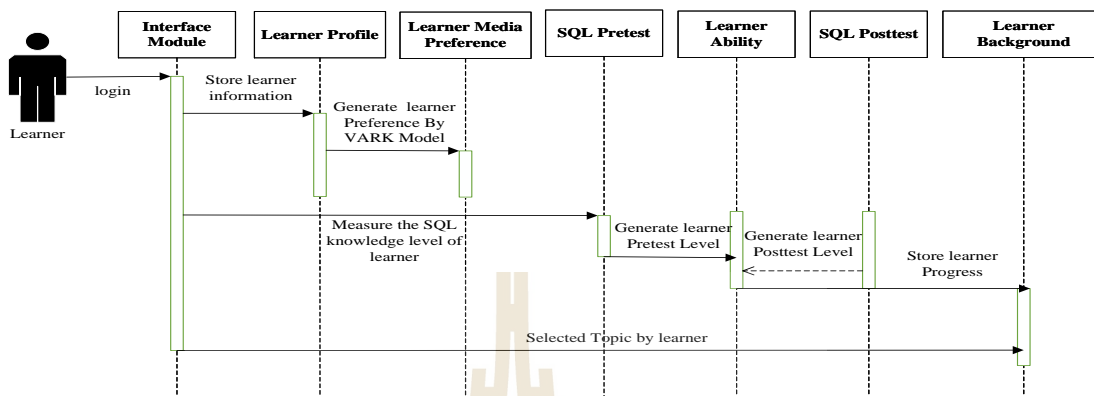 Interface
Module
Learner Profile
Learner Media
Preference
SQL Pretest
Learner
Ability
SQL Posttest
Learner
Background
login
Learner
Store learner
information
Generate learner
Preference By
VARK Model
Measure the SQL
knowledge level of
learner
Generate learner
Pretest Level
Generate learner
Posttest Level
Store learner
Progress
Selected Topic by learner